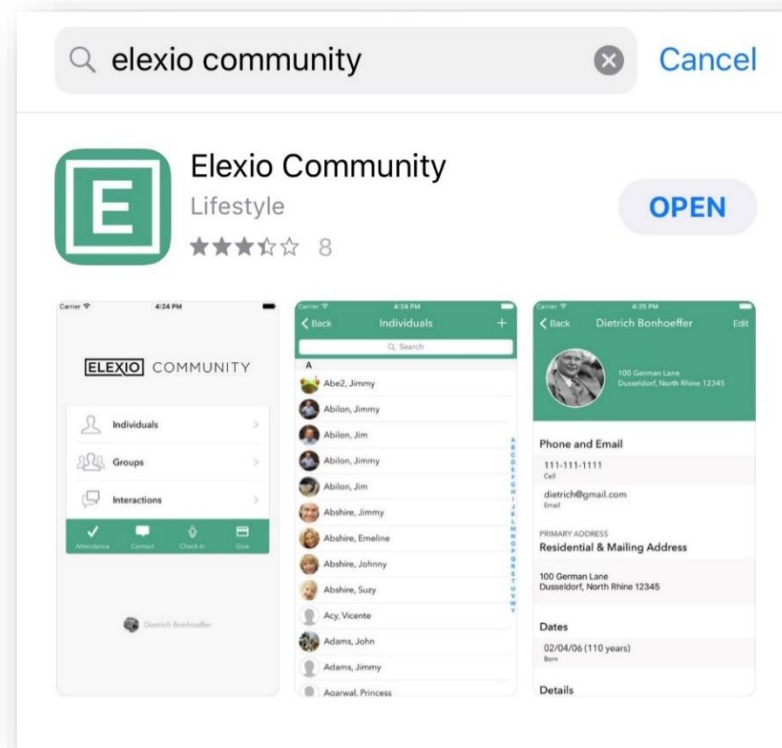 elexio community
Cancel
E
Elexio Community
Lifestyle
8
OPEN
Carrier
4:24 PM
ELEXIO COMMUNITY
Individuals
Groups
Interactions
Attendance
Contact
Check In
Give
Dietrich Bonhoeffer
Carrier
4:24 PM
Back
Individuals
+
Search
A
Abe2, Jimmy
Abilon, Jimmy
Abilon, Jim
Abilon, Jimmy
Abilon, Jim
Abshire, Jimmy
Abshire, Emeline
Abshire, Johnny
Abshire, Suzy
Acy, Vicente
Adams, John
Adams, Jimmy
Agarwal, Princess
Carrier
4:25 PM
Back
Dietrich Bonhoeffer
Edit
100 German Lane
Dusseldorf, North Rhine 12345
Phone and Email
111-111-1111
Cell
dietrich@gmail.com
Email
PRIMARY ADDRESS
Residential & Mailing Address
100 German Lane
Dusseldorf, North Rhine 12345
Dates
02/04/06 (110 years)
Born
Details